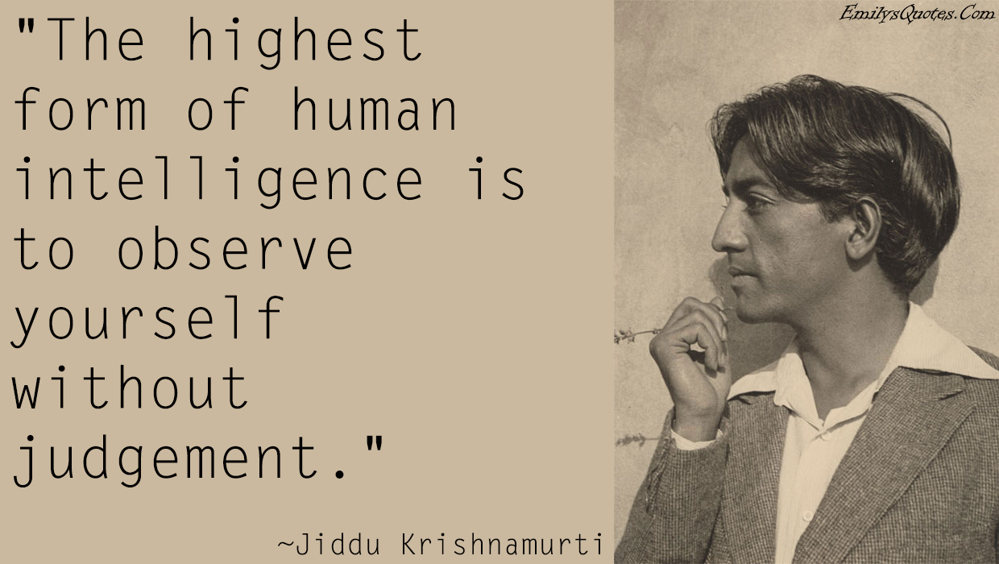 "The highest
form of human
intelligence is
to observe
yourself
without
judgement."
~Jiddu Krishnamurti
EmilysQuotes.Com